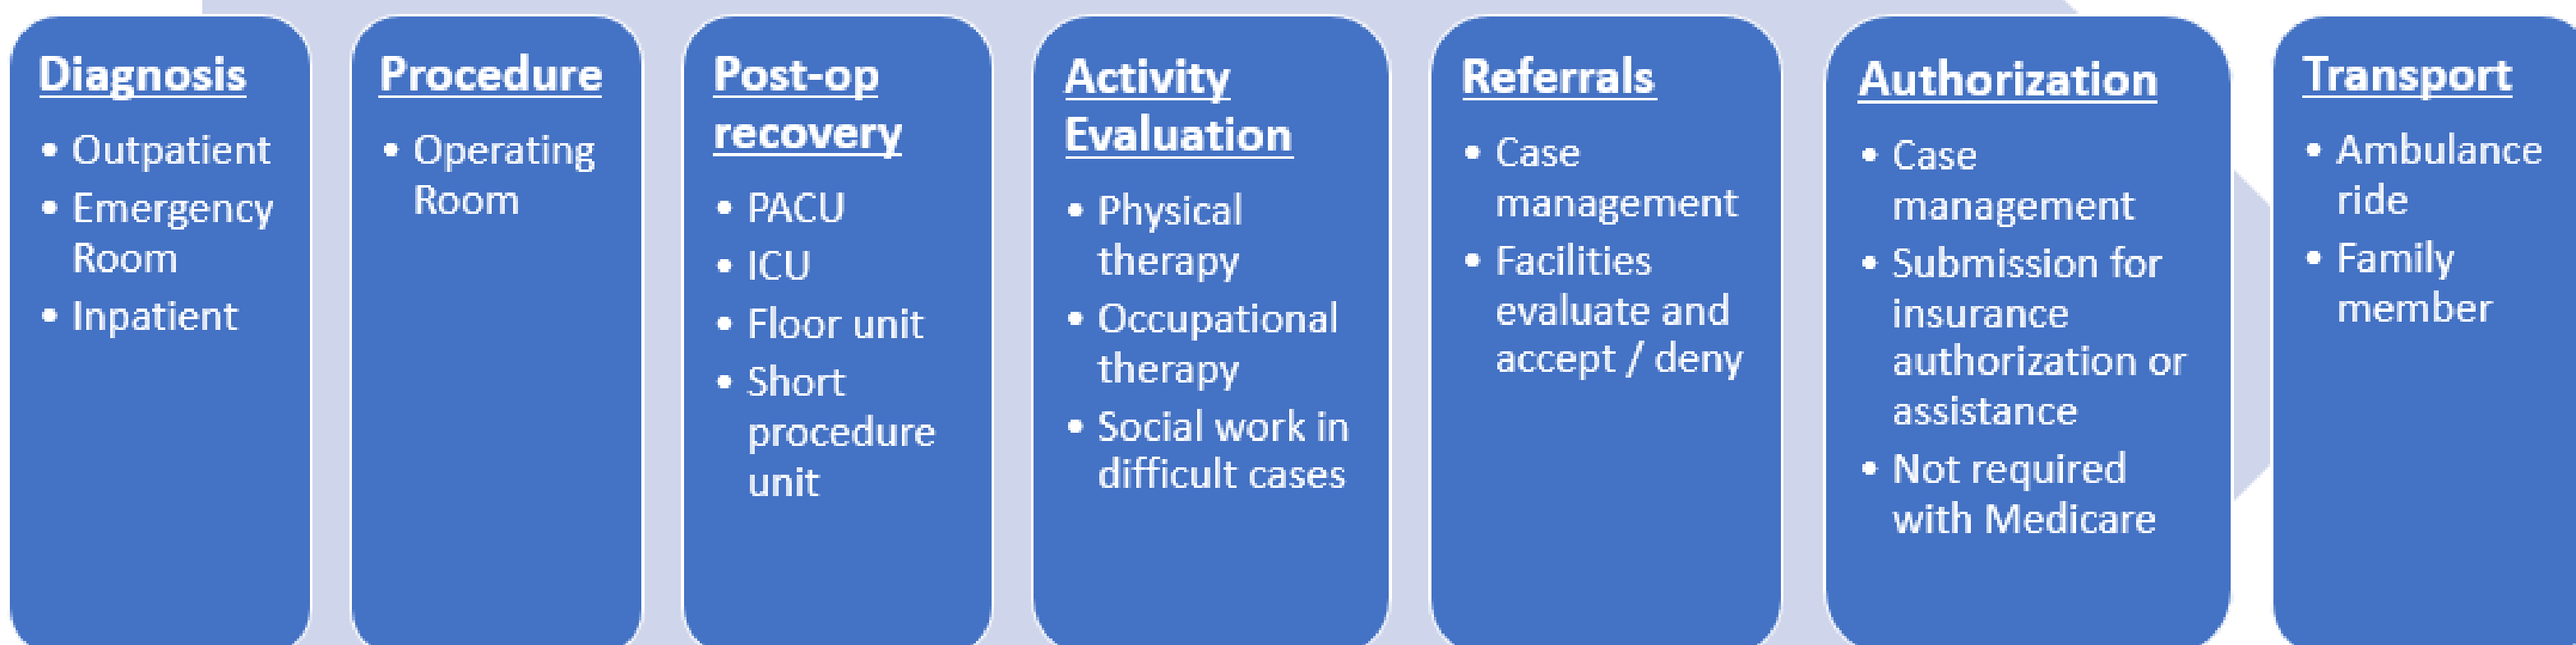 Diagnosis
• Outpatient
• Emergency
Room
• Inpatient
Procedure
• Operating
Room
Post-op
recovery
• PACU
• ICU
• Floor unit
• Short
procedure
unit
Activity
Evaluation
• Physical
therapy
• Occupational
therapy
• Social work in
difficult cases
Referrals
• Case
management
• Facilities
evaluate and
accept / deny
Authorization
• Case
management
• Submission for
insurance
authorization or
assistance
• Not required
with Medicare
Transport
• Ambulance
ride
• Family
member